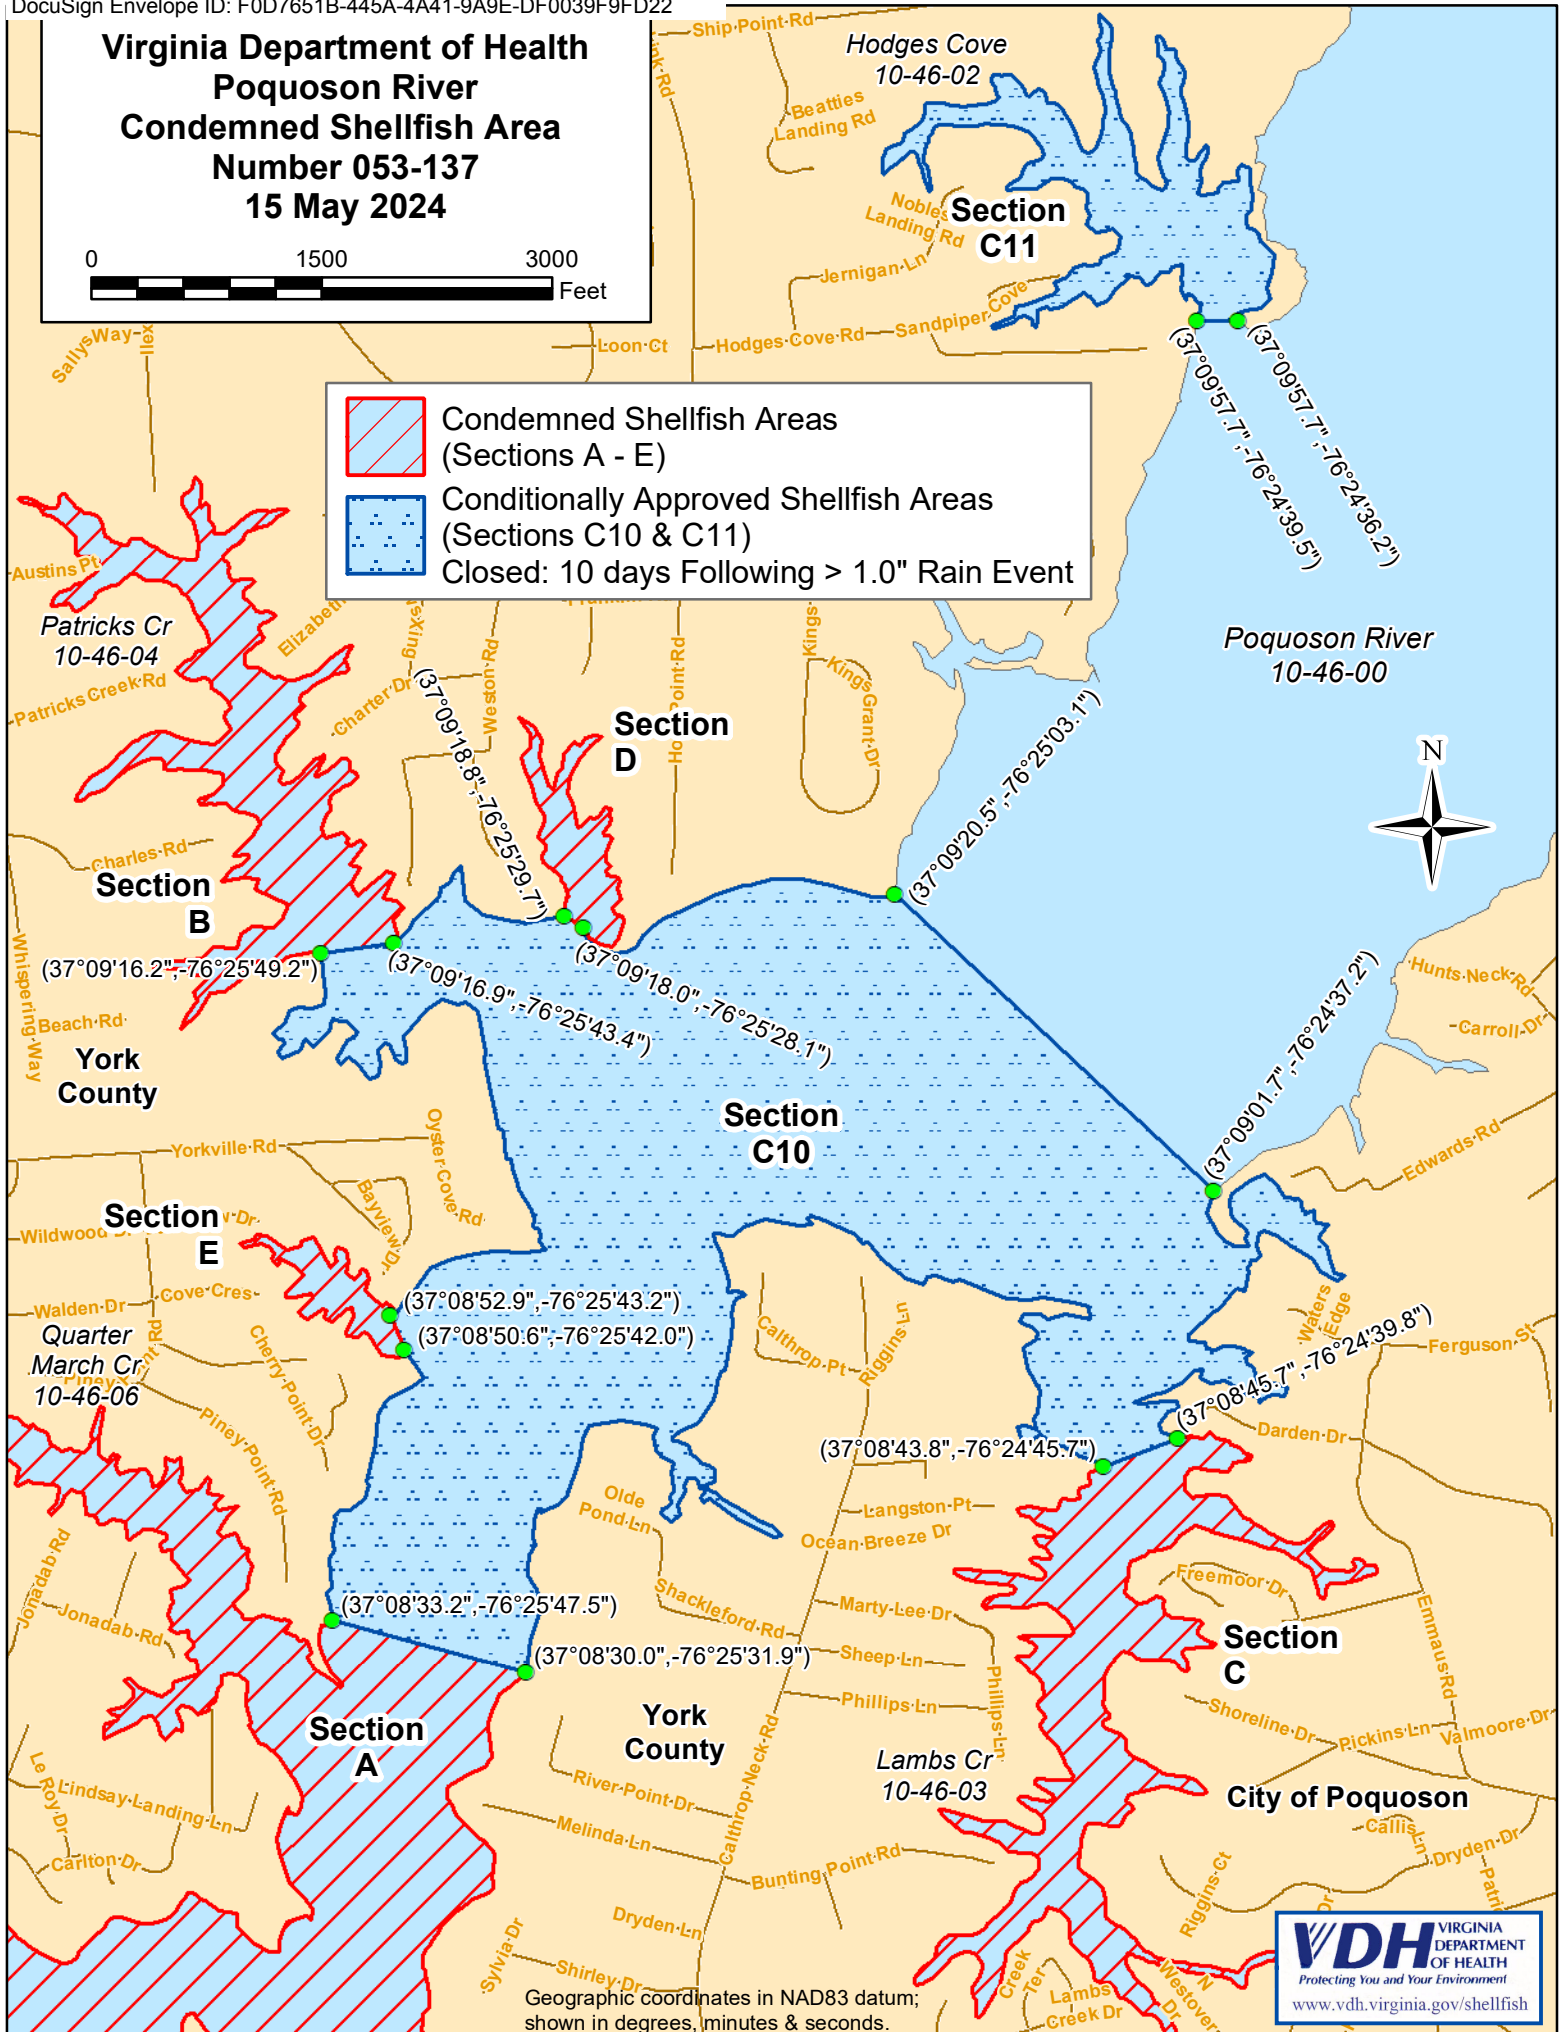 DocuSign Envelope ID: F0D7651B-445A-4A41-9A9E-DF0039F9FD22
Virginia Department of Health
Poquoson River
Condemned Shellfish Area
Number 053-137
15 May 2024
0 1500 3000
Feet
Ship Point Rd
Hodges Cove
10-46-02
Beatties
Landing Rd
Nobles
Landing Rd
Section
C11
Jernigan Ln
Sandpiper Cove
Hodges Cove Rd
Loon Ct
Sallys Way
(37°09'57.7",-76°24'39.5")
(37°09'57.7",-76°24'36.2")
Condemned Shellfish Areas
(Sections A - E)
Conditionally Approved Shellfish Areas
(Sections C10 & C11)
Closed: 10 days Following > 1.0" Rain Event
Austins Pt
Patricks Cr
10-46-04
Patricks Creek Rd
Elizabeth
Charter Dr
Weston Rd
Point Rd
Kings
Kings Grant Dr
Poquoson River
10-46-00
N
Section
D
(37°09'18.8",-76°25'29.7")
(37°09'20.5",-76°25'03.1")
Charles Rd
Section
B
(37°09'16.2",-76°25'49.2")
(37°09'16.9",-76°25'43.4")
(37°09'18.0",-76°25'28.1")
(37°09'01.7",-76°24'37.2")
Hunts Neck Rd
Carroll Dr
Whispering Way
Beach Rd
York
County
Section
C10
Oyster Cove Rd
Yorkville Rd
Edwards Rd
Bayview Dr
Section
E
Wildwood
Cove Cres
Walden Dr
(37°08'52.9",-76°25'43.2")
(37°08'50.6",-76°25'42.0")
Quarter
March Cr
10-46-06
Cherry Point Dr
Piney Point Rd
Calthrop Pt
Riggins Ln
Waters
Edge
Ferguson St
(37°08'45.7",-76°24'39.8")
(37°08'43.8",-76°24'45.7")
Darden Dr
Olde
Pond Ln
Langston Pt
Ocean Breeze Dr
Freemoor Dr
Jonadab Rd
Jonadab Rd
Shackleford Rd
Marty Lee Dr
Emmaus Rd
(37°08'33.2",-76°25'47.5")
(37°08'30.0",-76°25'31.9")
Sheep Ln
Section
C
Phillips Ln
Phillips Ln
Shoreline Dr
Pickins Ln
Valmoore Dr
Section
A
York
County
Calthrop Neck Rd
Lambs Cr
10-46-03
City of Poquoson
Le Roy Dr
Lindsay Landing Ln
River Point Dr
Melinda Ln
Carlton Dr
Bunting Point Rd
Callis Ln
Dryden Dr
Riggins Ct
Dr
Dryden Ln
Sylvia Dr
Shirley Dr
Creek
Ter
Lambs
Creek Dr
N
Westover
Dr
Geographic coordinates in NAD83 datum;
shown in degrees, minutes & seconds.
VDH VIRGINIA
DEPARTMENT
OF HEALTH
Protecting You and Your Environment
www.vdh.virginia.gov/shellfish